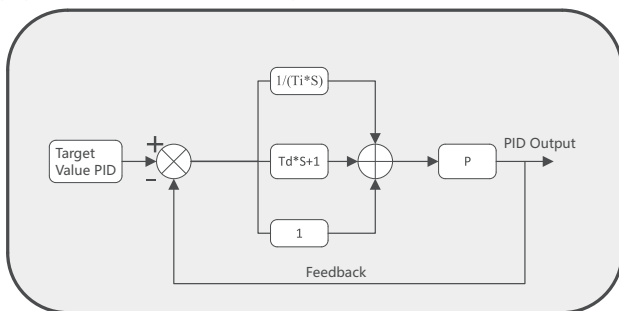 1/(Ti*S)
Target
Value PID
+
−
Td*S+1
P
PID Output
1
Feedback